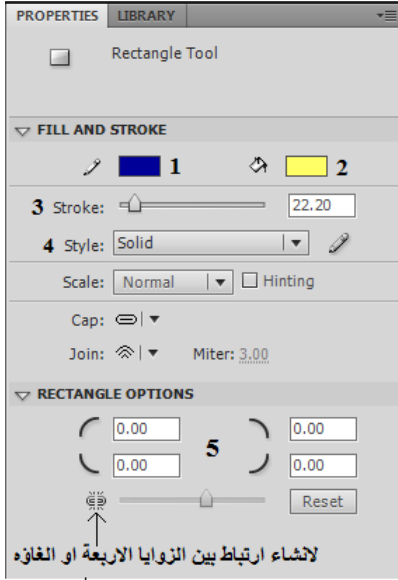 PROPERTIES LIBRARY
Rectangle Tool
FILL AND STROKE
1 2
3 Stroke: 22.20
4 Style: Solid
Scale: Normal Hinting
Cap:
Join: Miter: 3.00
RECTANGLE OPTIONS
0.00 0.00
5
0.00 0.00
Reset
لانشاء ارتباط بين الزوايا الاربعة او الغاؤه